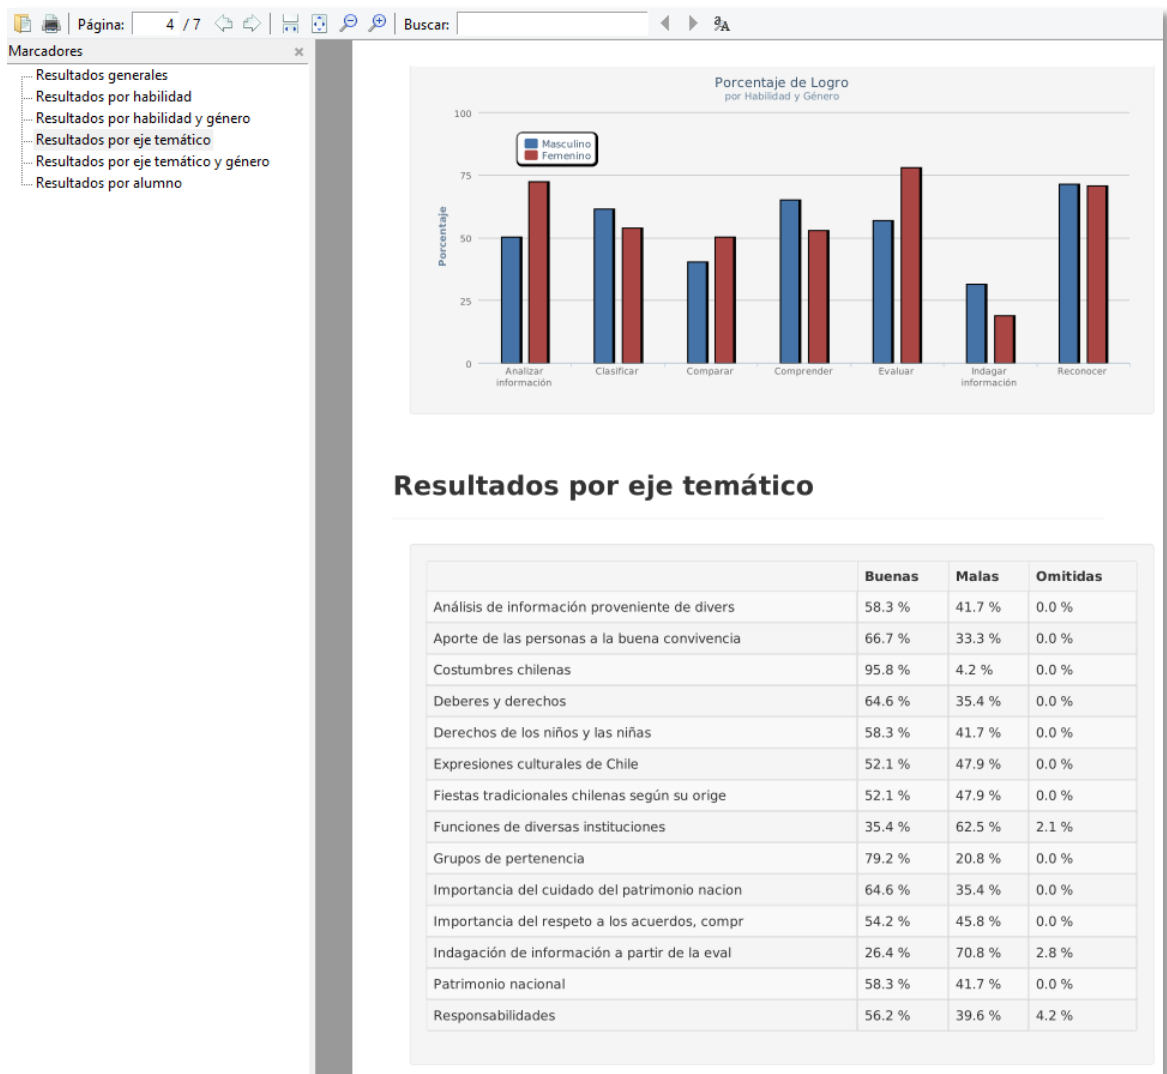 Página: 4 / 7 Buscar:
Marcadores
Resultados generales
Resultados por habilidad
Resultados por habilidad y género
Resultados por eje temático
Resultados por eje temático y género
Resultados por alumno
Porcentaje de Logro
por Habilidad y Género
100
75
50
25
0
Porcentaje
Masculino
Femenino
Analizar información
Clasificar
Comparar
Comprender
Evaluar
Indagar información
Reconocer
Resultados por eje temático
Buenas Malas Omitidas
Análisis de información proveniente de divers 58.3 % 41.7 % 0.0 %
Aporte de las personas a la buena convivencia 66.7 % 33.3 % 0.0 %
Costumbres chilenas 95.8 % 4.2 % 0.0 %
Deberes y derechos 64.6 % 35.4 % 0.0 %
Derechos de los niños y las niñas 58.3 % 41.7 % 0.0 %
Expresiones culturales de Chile 52.1 % 47.9 % 0.0 %
Fiestas tradicionales chilenas según su orige 52.1 % 47.9 % 0.0 %
Funciones de diversas instituciones 35.4 % 62.5 % 2.1 %
Grupos de pertenencia 79.2 % 20.8 % 0.0 %
Importancia del cuidado del patrimonio nacion 64.6 % 35.4 % 0.0 %
Importancia del respeto a los acuerdos, compr 54.2 % 45.8 % 0.0 %
Indagación de información a partir de la eval 26.4 % 70.8 % 2.8 %
Patrimonio nacional 58.3 % 41.7 % 0.0 %
Responsabilidades 56.2 % 39.6 % 4.2 %